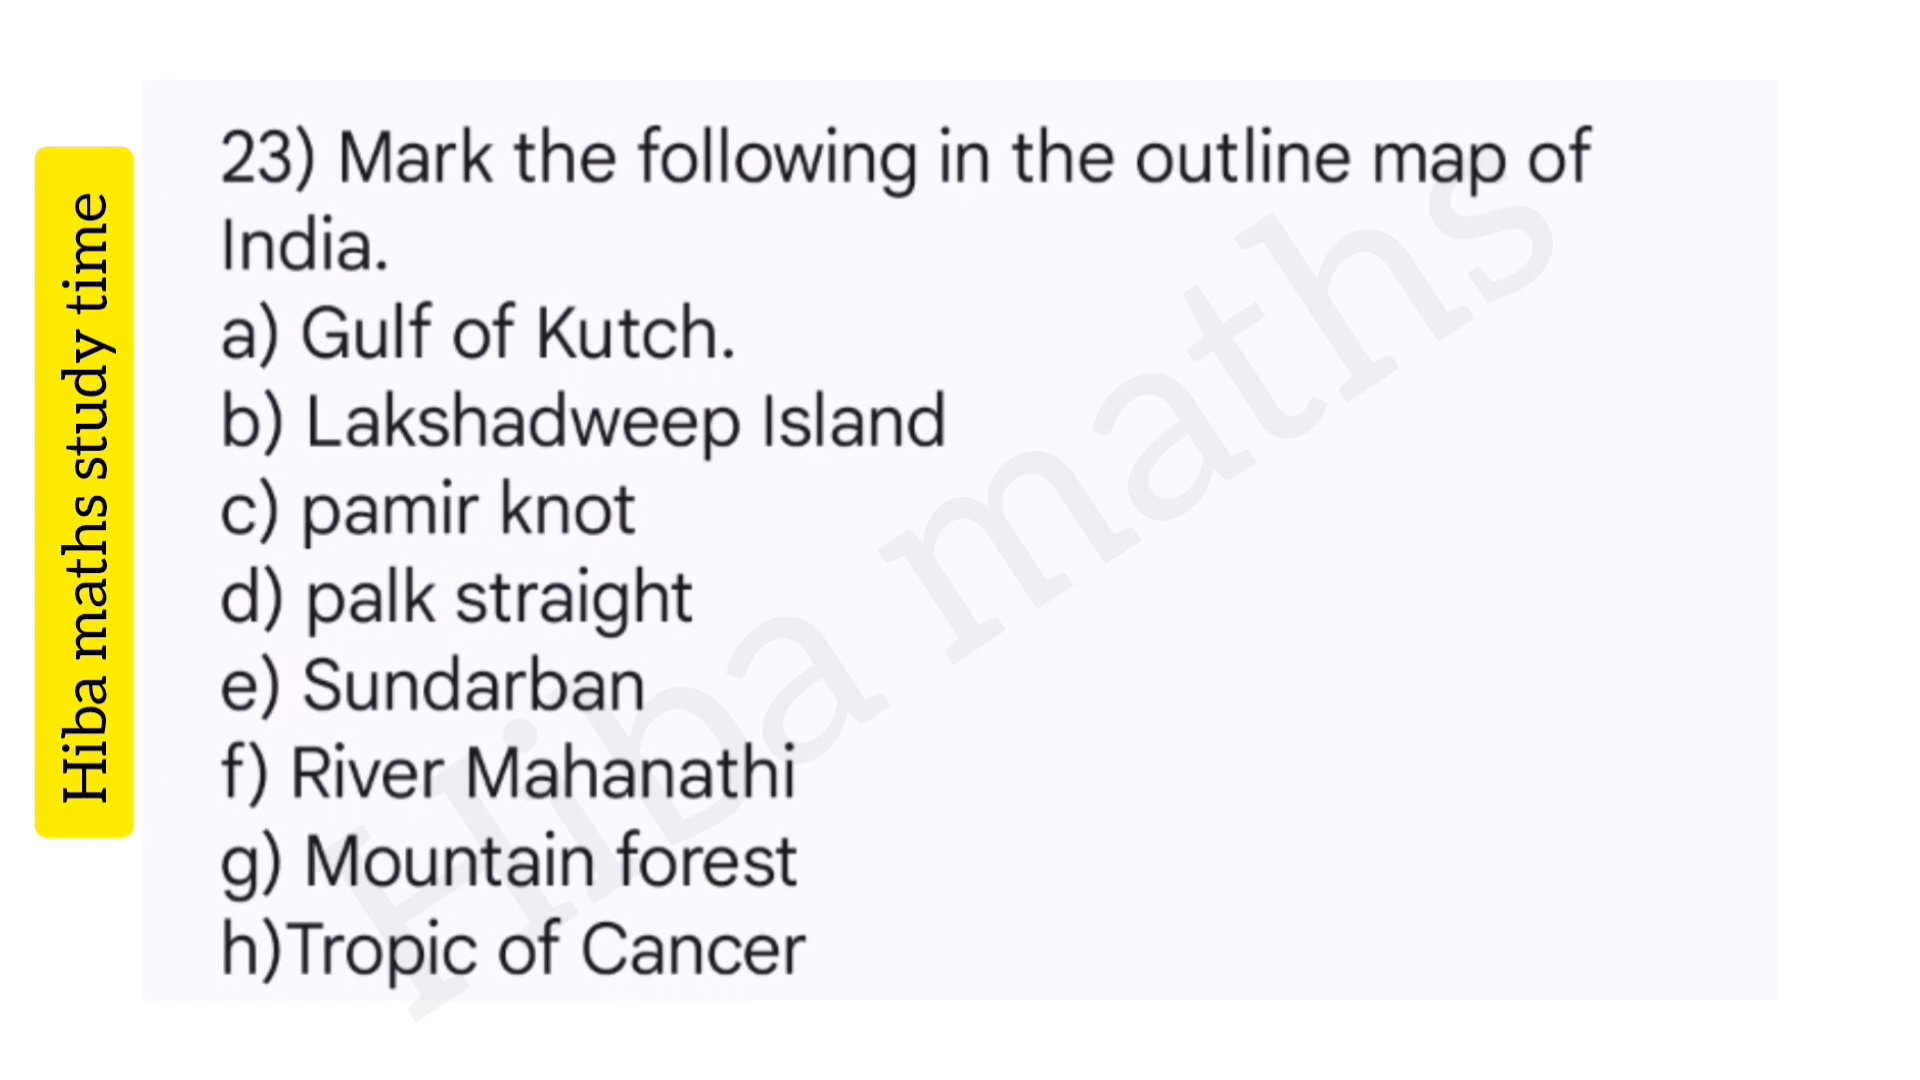 Hiba maths study time
23) Mark the following in the outline map of
India.
a) Gulf of Kutch.
b) Lakshadweep Island
c) pamir knot
d) palk straight
e) Sundarban
f) River Mahanathi
g) Mountain forest
h)Tropic of Cancer
Hiba maths